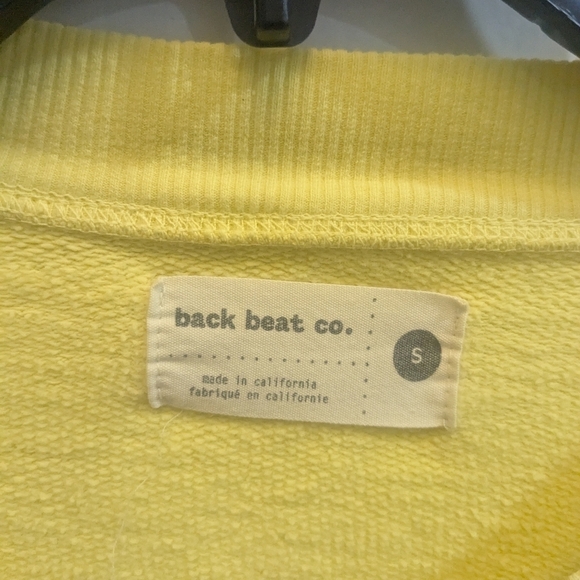 back beat co.
S
made in california
fabriqué en californie